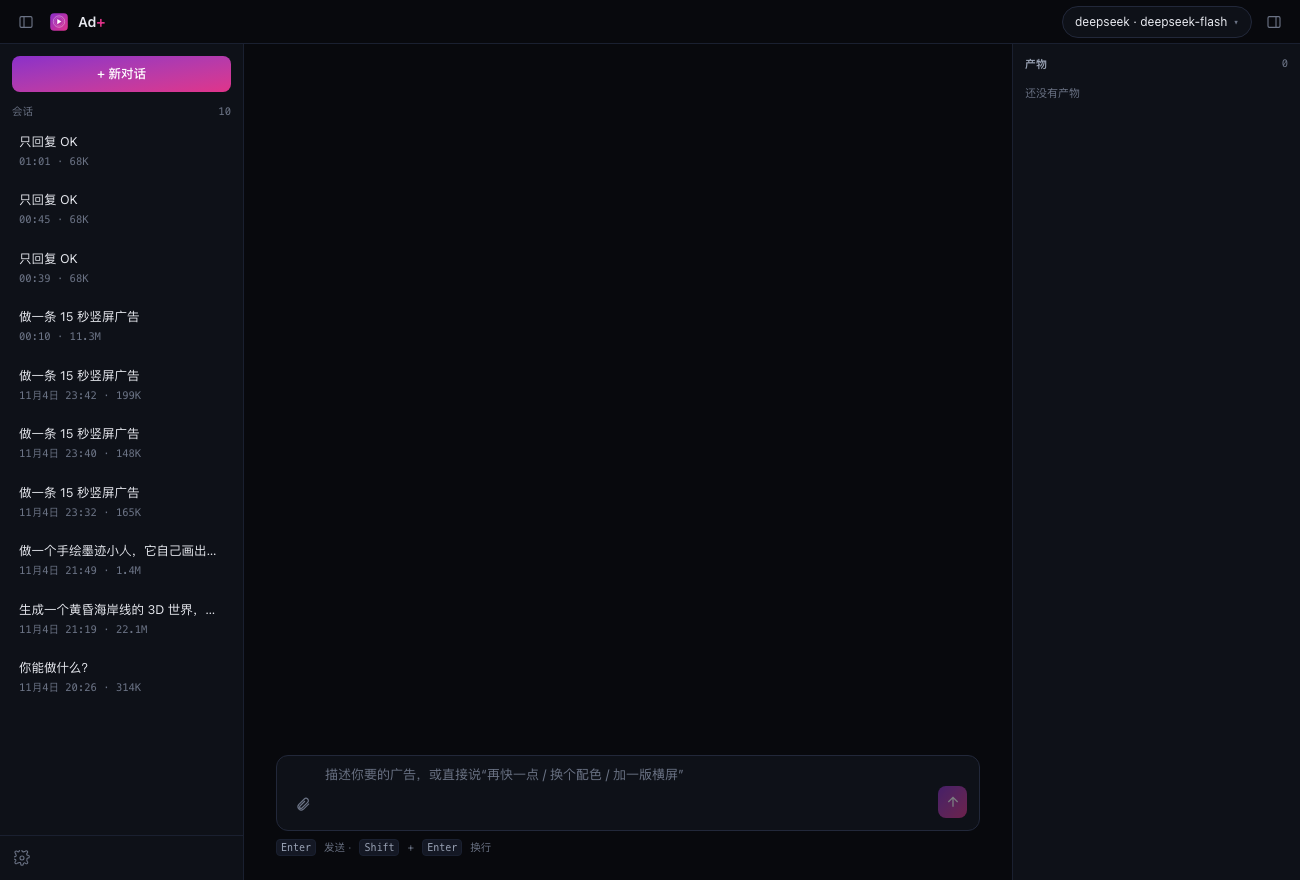 Ad+
deepseek · deepseek-flash
+ 新对话
会话 10
只回复 OK
01:01 · 68K
只回复 OK
00:45 · 68K
只回复 OK
00:39 · 68K
做一条 15 秒竖屏广告
00:10 · 11.3M
做一条 15 秒竖屏广告
11月4日 23:42 · 199K
做一条 15 秒竖屏广告
11月4日 23:40 · 148K
做一条 15 秒竖屏广告
11月4日 23:32 · 165K
做一个手绘墨迹小人，它自己画出...
11月4日 21:49 · 1.4M
生成一个黄昏海岸线的 3D 世界，...
11月4日 21:19 · 22.1M
你能做什么?
11月4日 20:26 · 314K
描述你要的广告，或直接说“再快一点 / 换个配色 / 加一版横屏”
Enter 发送 · Shift + Enter 换行
产物 0
还没有产物